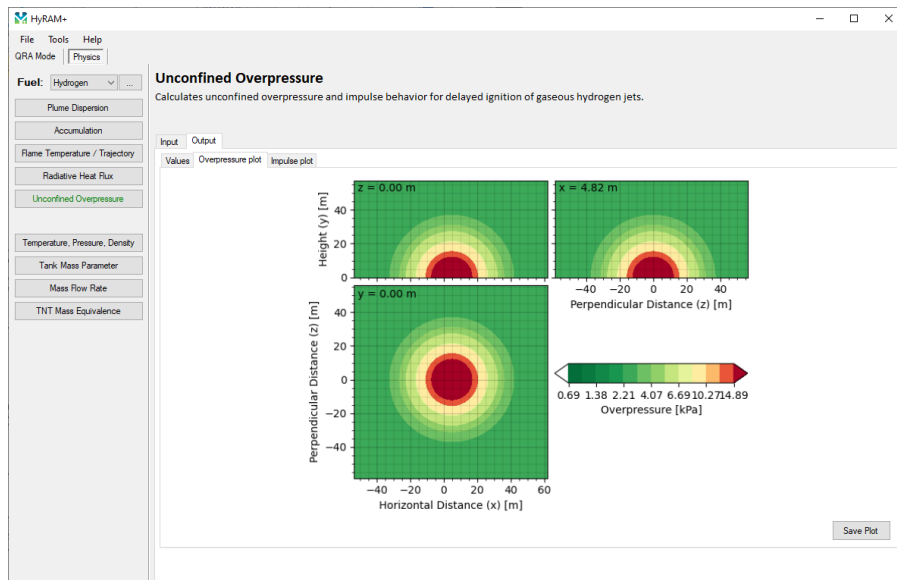 HyRAM+
File Tools Help
QRA Mode Physics
Fuel: Hydrogen ...
Plume Dispersion
Accumulation
Flame Temperature / Trajectory
Radiative Heat Flux
Unconfined Overpressure
Temperature, Pressure, Density
Tank Mass Parameter
Mass Flow Rate
TNT Mass Equivalence
Unconfined Overpressure
Calculates unconfined overpressure and impulse behavior for delayed ignition of gaseous hydrogen jets.
Input Output
Values Overpressure plot Impulse plot
z = 0.00 m
Height (y) [m]
40
20
0
x = 4.82 m
−40 −20 0 20 40
Perpendicular Distance (z) [m]
y = 0.00 m
Perpendicular Distance (z) [m]
40
20
0
−20
−40
−40 −20 0 20 40 60
Horizontal Distance (x) [m]
0.69 1.38 2.21 4.07 6.69 10.27 14.89
Overpressure [kPa]
Save Plot